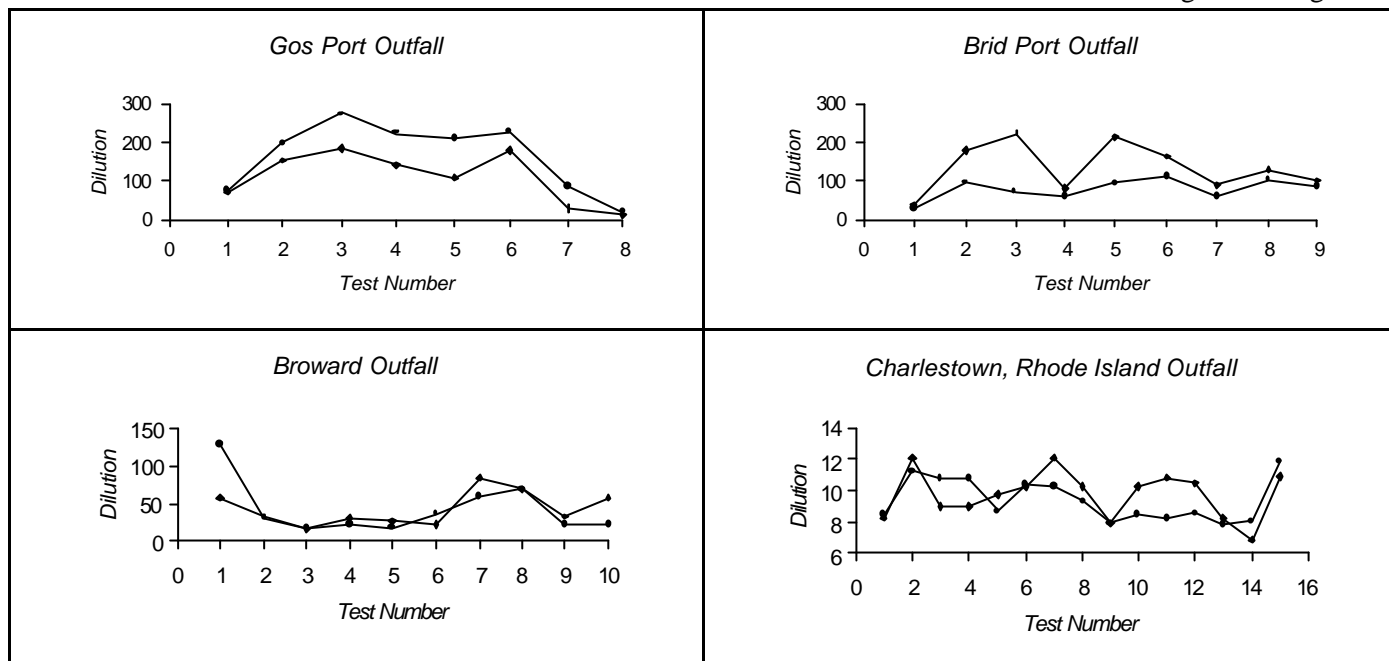 Gos Port Outfall
300
200
100
0
Dilution
0 1 2 3 4 5 6 7 8
Test Number
Brid Port Outfall
300
200
100
0
Dilution
0 1 2 3 4 5 6 7 8 9
Test Number
Broward Outfall
150
100
50
0
Dilution
0 1 2 3 4 5 6 7 8 9 10
Test Number
Charlestown, Rhode Island Outfall
14
12
10
8
6
Dilution
0 2 4 6 8 10 12 14 16
Test Number